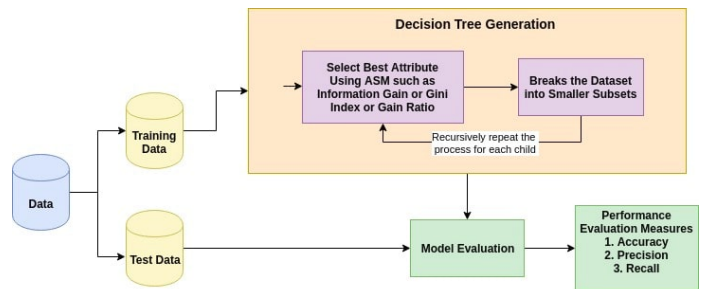 Decision Tree Generation
Select Best Attribute
Using ASM such as
Information Gain or Gini
Index or Gain Ratio
Breaks the Dataset
into Smaller Subsets
Recursively repeat the
process for each child
Training
Data
Data
Test Data
Model Evaluation
Performance
Evaluation Measures
1. Accuracy
2. Precision
3. Recall